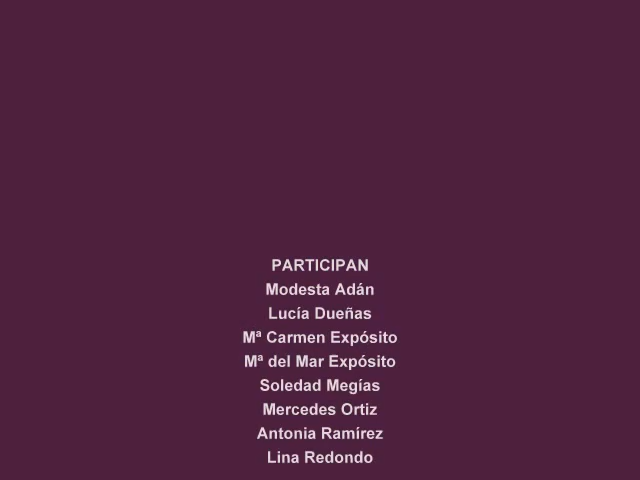 PARTICIPAN
Modesta Adán
Lucía Dueñas
Mª Carmen Expósito
Mª del Mar Expósito
Soledad Megías
Mercedes Ortiz
Antonia Ramírez
Lina Redondo